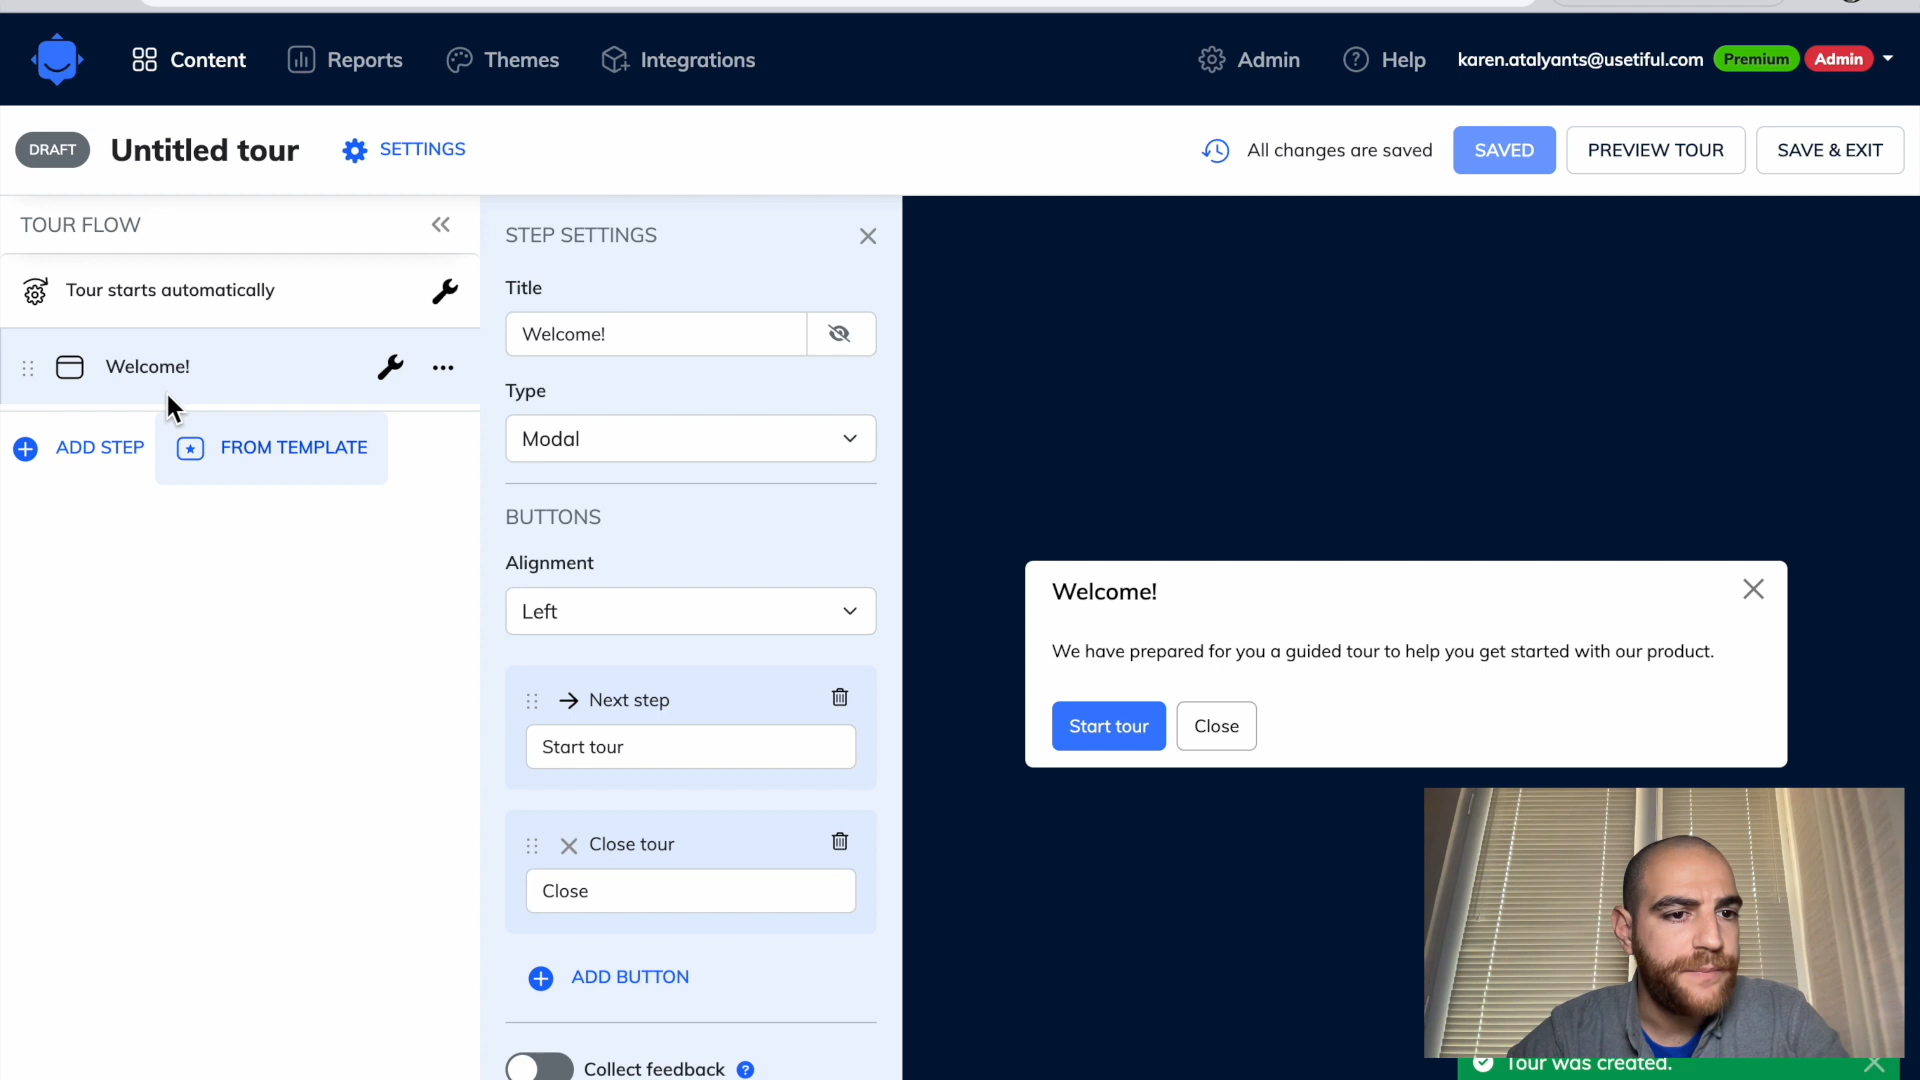 Content
Reports
Themes
Integrations
Admin
? Help
karen.atalyants@usetiful.com
Premium
Admin
DRAFT
Untitled tour
SETTINGS
All changes are saved
SAVED
PREVIEW TOUR
SAVE & EXIT
TOUR FLOW
Tour starts automatically
Welcome!
ADD STEP
FROM TEMPLATE
STEP SETTINGS
Title
Welcome!
Type
Modal
BUTTONS
Alignment
Left
Next step
Start tour
Close tour
Close
ADD BUTTON
Collect feedback ?
Welcome!
We have prepared for you a guided tour to help you get started with our product.
Start tour
Close
Tour was created.